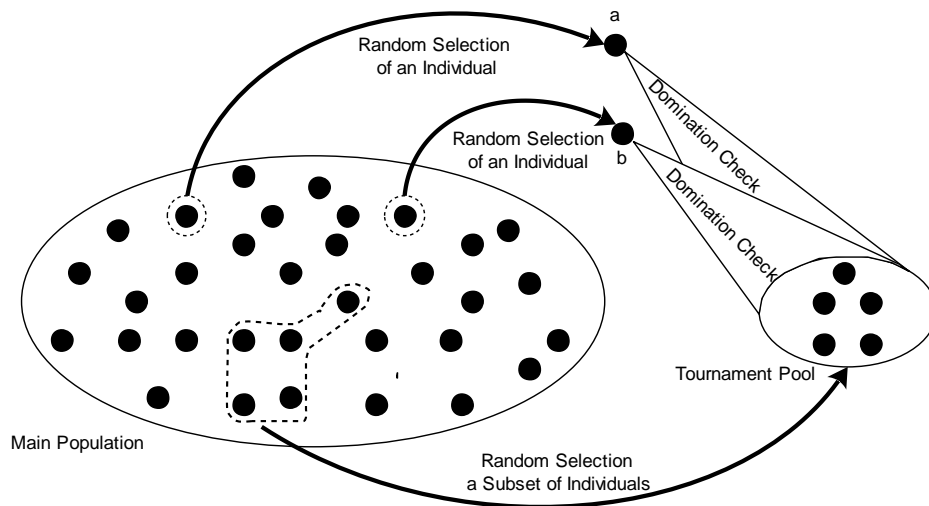 a
Random Selection
of an Individual
Domination Check
Random Selection
of an Individual
b
Domination Check
Tournament Pool
Main Population
Random Selection
a Subset of Individuals